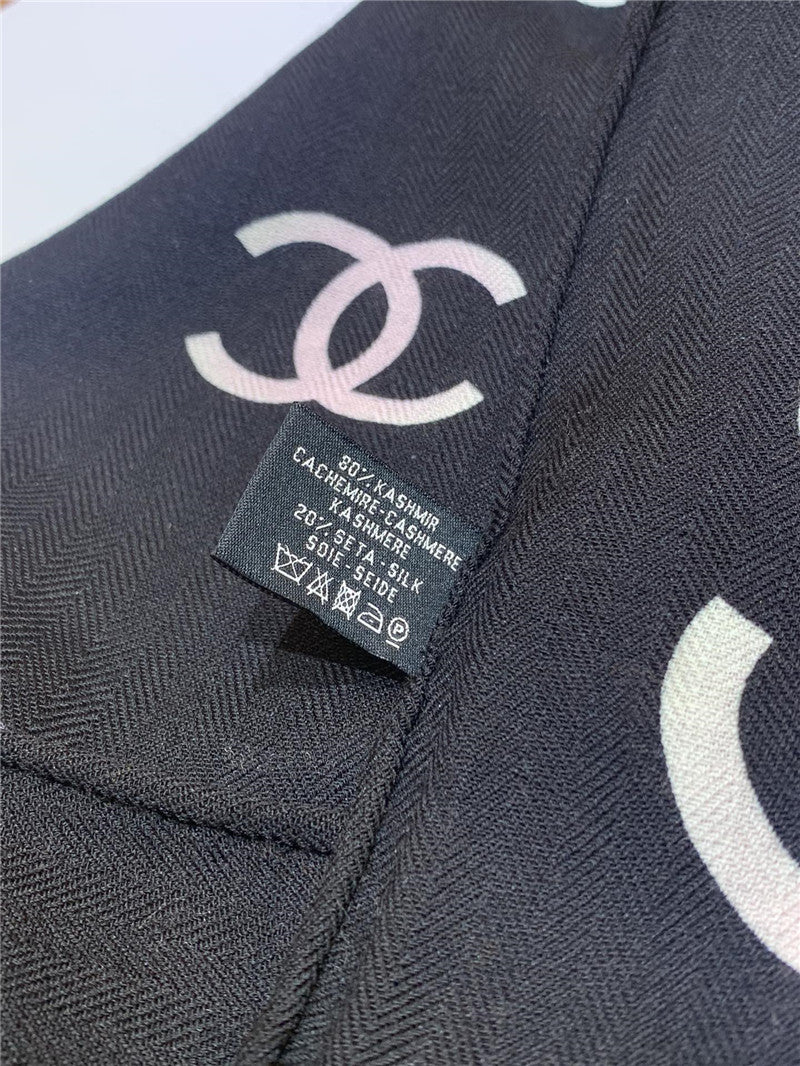 80% KASHMIR
CACHEMIRE-CASHMERE
KASHMERE
20% SETA-SILK
SOIE-SEIDE
P